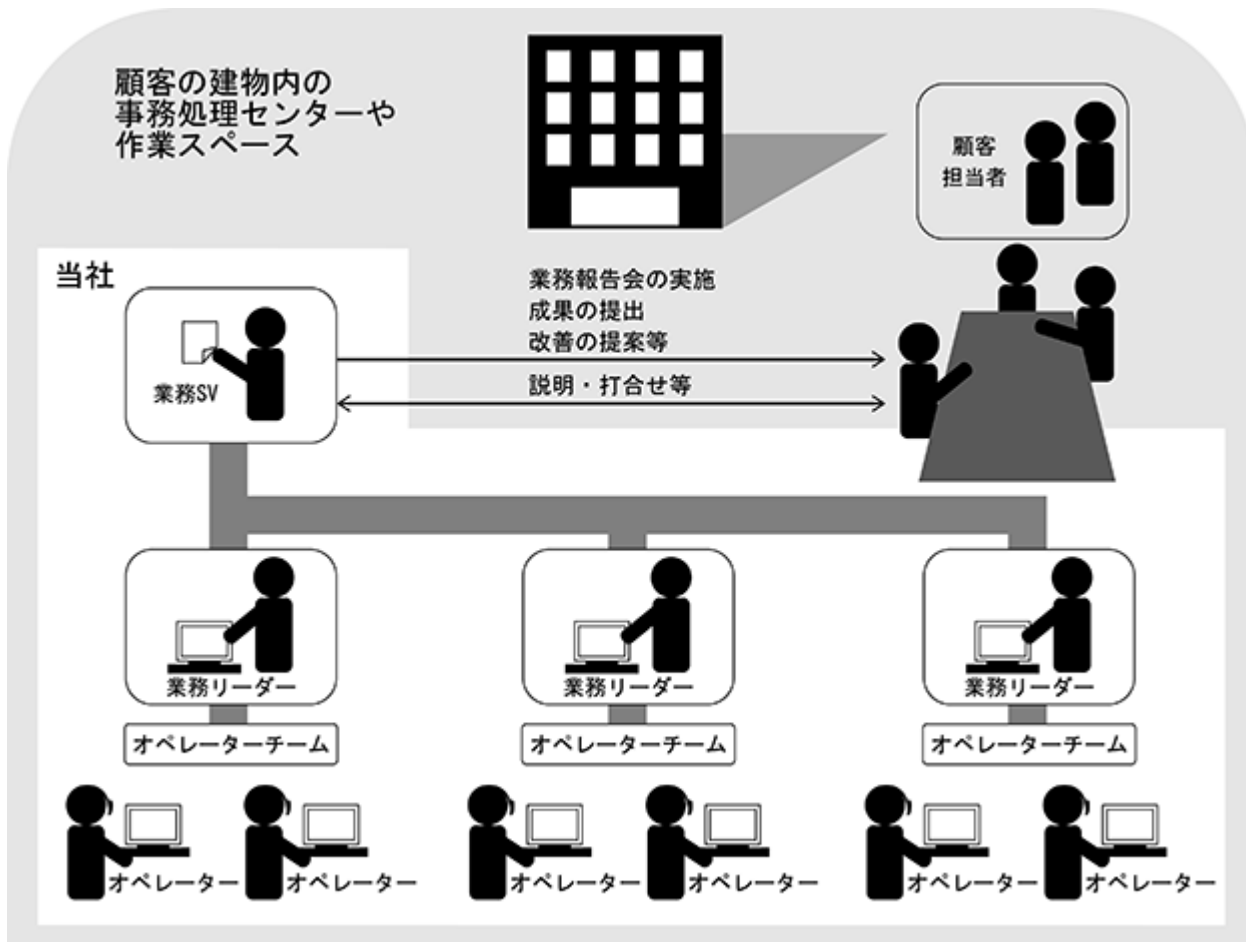 顧客の建物内の
事務処理センターや
作業スペース
顧客
担当者
当社
業務SV
業務報告会の実施
成果の提出
改善の提案等
説明・打合せ等
業務リーダー
業務リーダー
業務リーダー
オペレーターチーム
オペレーターチーム
オペレーターチーム
オペレーター
オペレーター
オペレーター
オペレーター
オペレーター
オペレーター